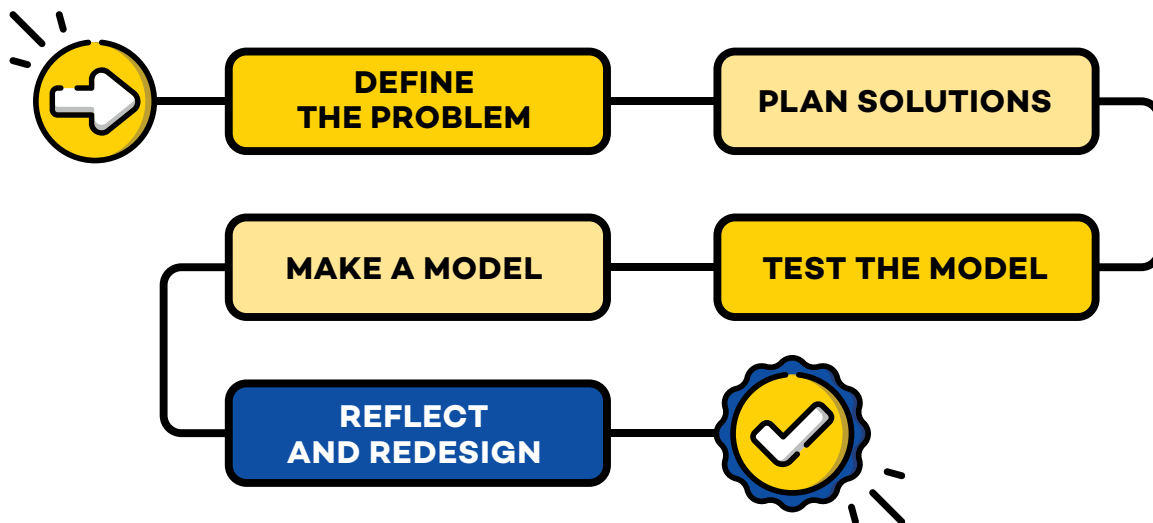 DEFINE
THE PROBLEM
PLAN SOLUTIONS
MAKE A MODEL
TEST THE MODEL
REFLECT
AND REDESIGN